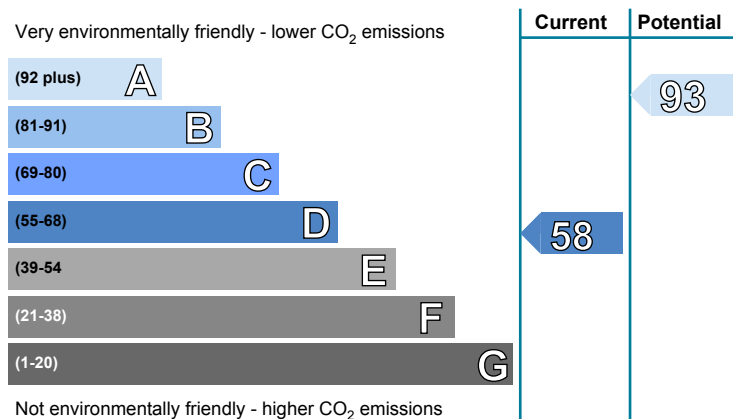 Very environmentally friendly - lower CO₂ emissions
Current
Potential
(92 plus) A
93
(81-91) B
(69-80) C
(55-68) D
58
(39-54 E
(21-38) F
(1-20) G
Not environmentally friendly - higher CO₂ emissions